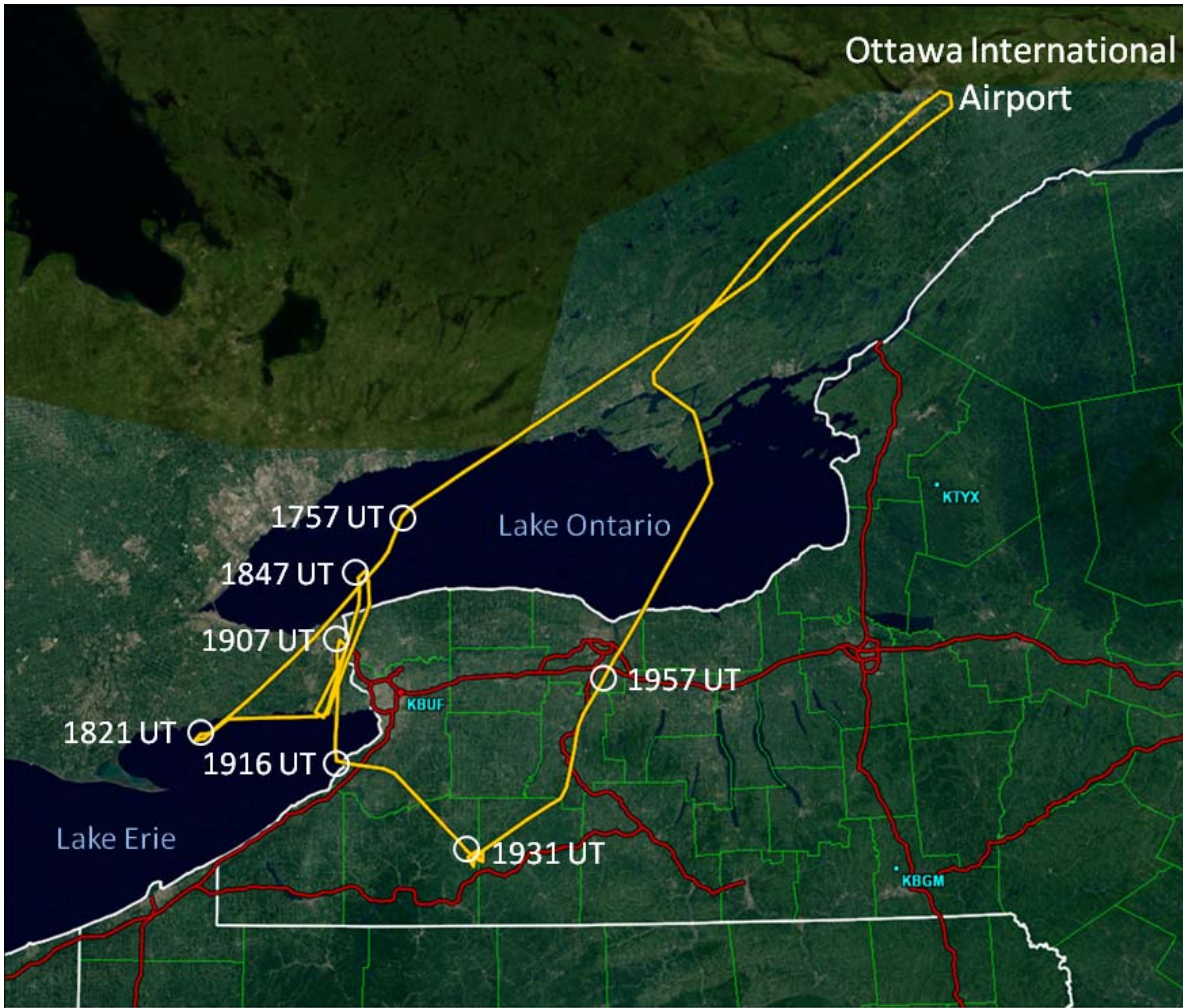 Ottawa International
Airport
KTYX
1757 UT
Lake Ontario
1847 UT
1907 UT
1957 UT
KBUF
1821 UT
1916 UT
Lake Erie
1931 UT
KBGM